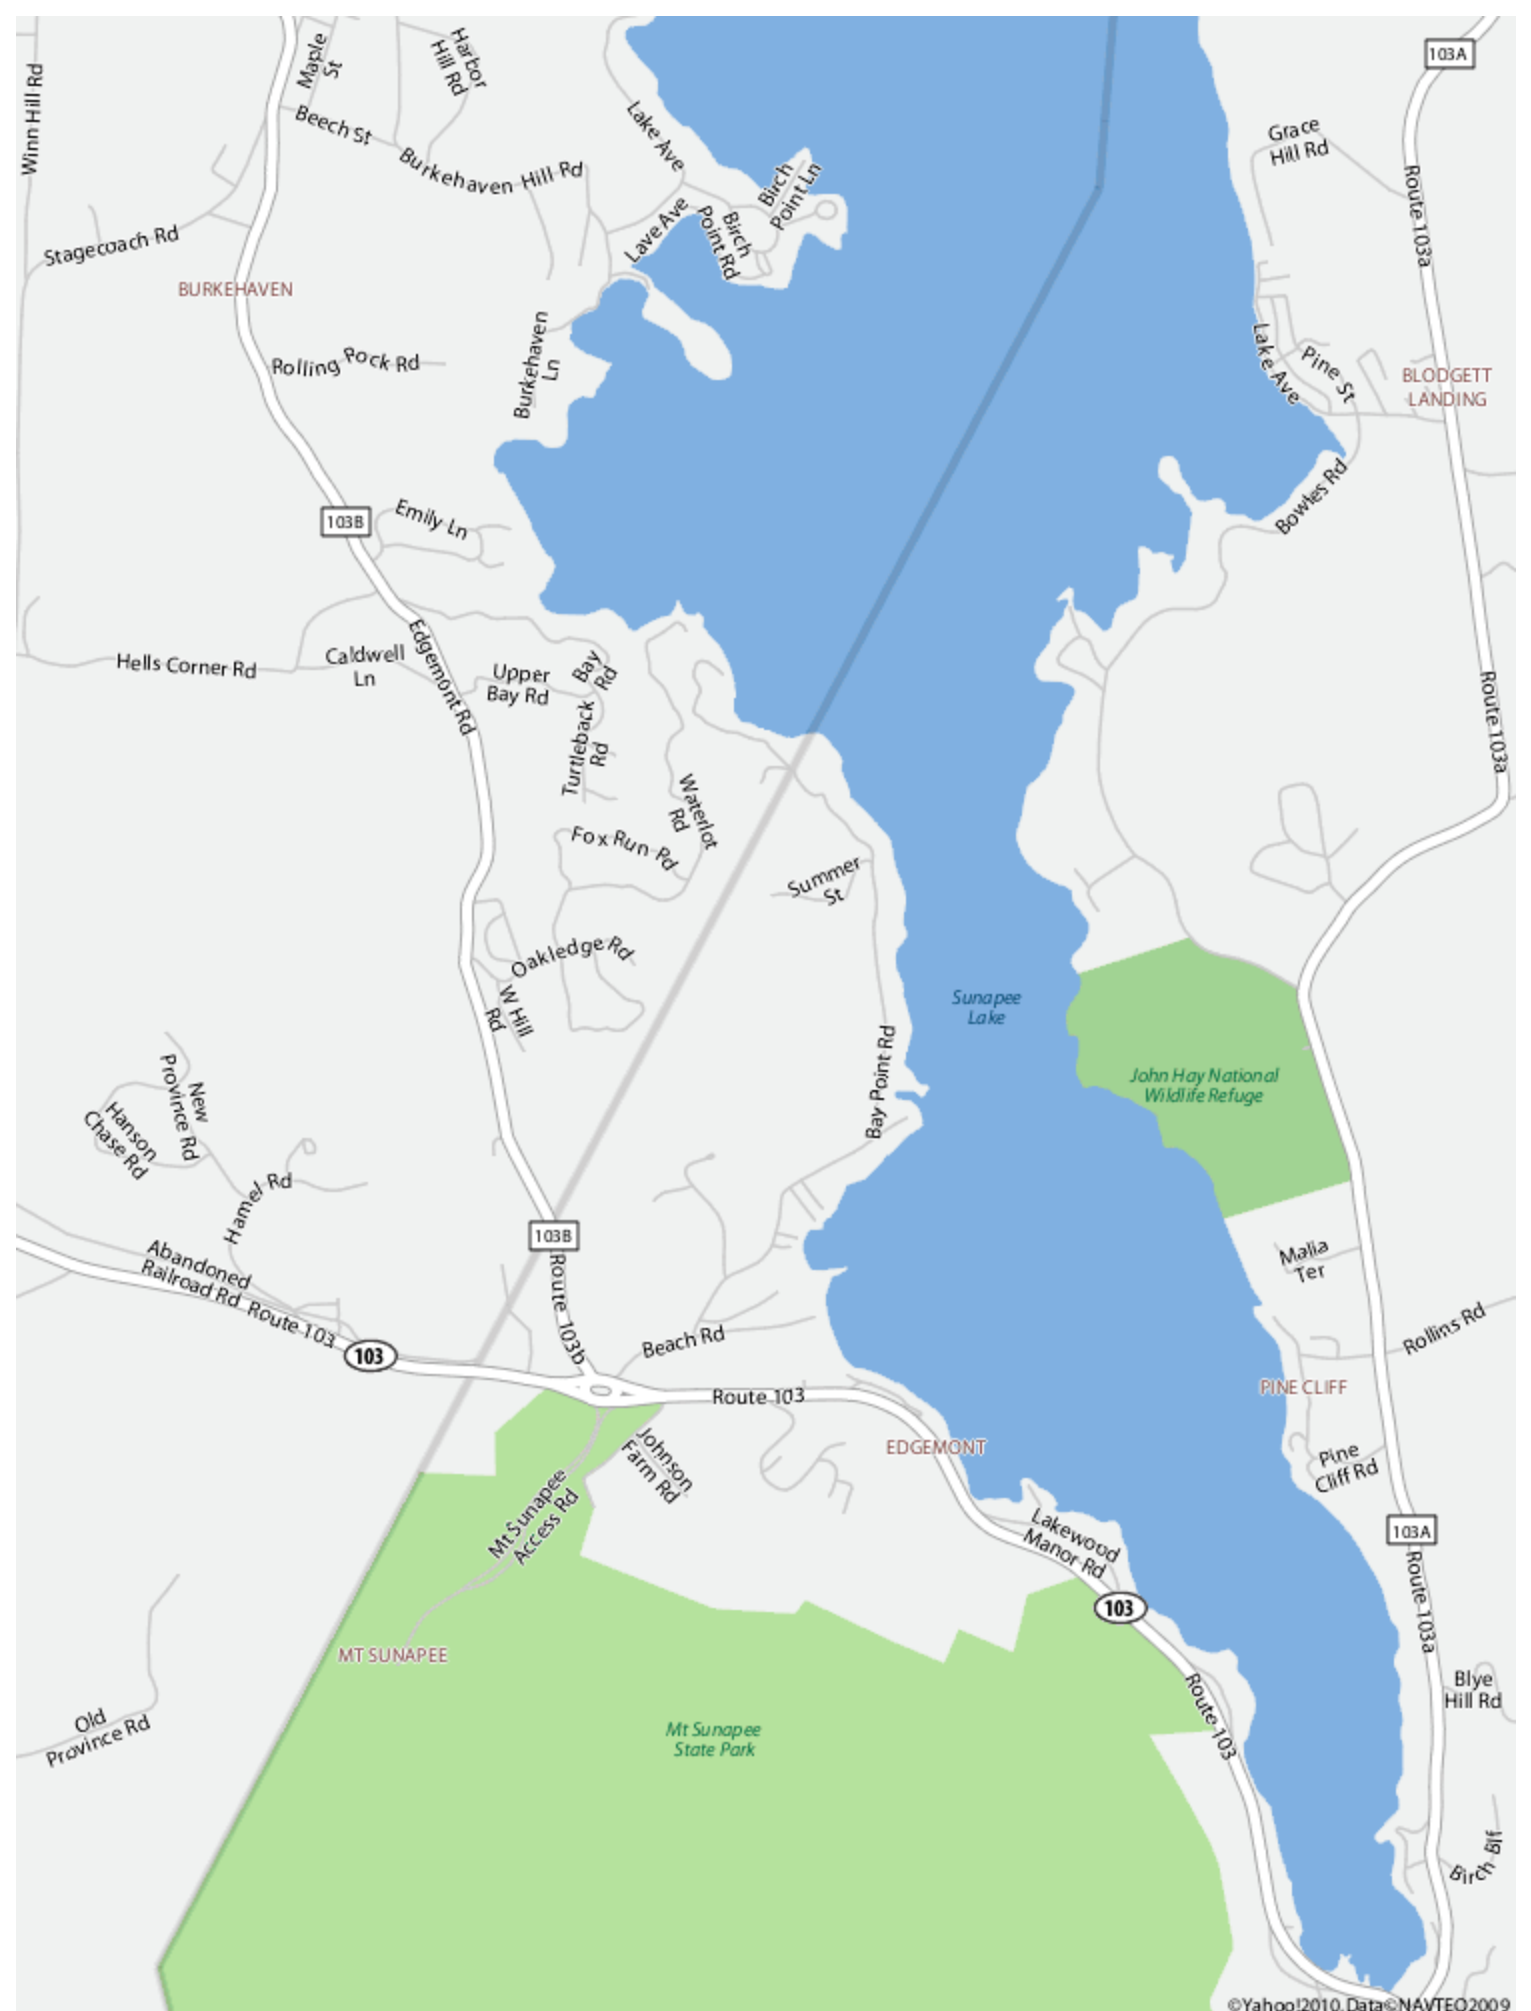 103A
Maple
St
Harbor
Hill Rd
Winn Hill Rd
Beech St
Lake Ave
Grace
Hill Rd
Burkehaven Hill Rd
Birch
Point Ln
Route 103a
Stagecoach Rd
Lave Ave
Birch
Point Rd
BURKEHAVEN
Rolling Rock Rd
Burkehaven
Ln
Lake Ave
Pine St
BLODGETT
LANDING
103B
Emily Ln
Bowles Rd
Hells Corner Rd
Caldwell
Ln
Edgemont Rd
Upper
Bay Rd
Bay
Rd
Route 103a
Turtleback
Rd
Waterlot
Rd
Fox Run Rd
Summer
St
Oakledge Rd
W Hill
Rd
Sunapee
Lake
John Hay National
Wildlife Refuge
Bay Point Rd
New
Province Rd
Hanson
Chase Rd
Hamel Rd
103B
Abandoned
Railroad Rd
Route 103
Malia
Ter
Route 103b
103
Beach Rd
Rollins Rd
Route 103
PINE CLIFF
EDGEMONT
Johnson
Farm Rd
Pine
Cliff Rd
Mt Sunapee
Access Rd
Lakewood
Manor Rd
103A
103
Route 103a
MT SUNAPEE
Blye
Hill Rd
Old
Province Rd
Mt Sunapee
State Park
Route 103
Birch Blf
©Yahoo!2010, Data©NAVTEQ2009